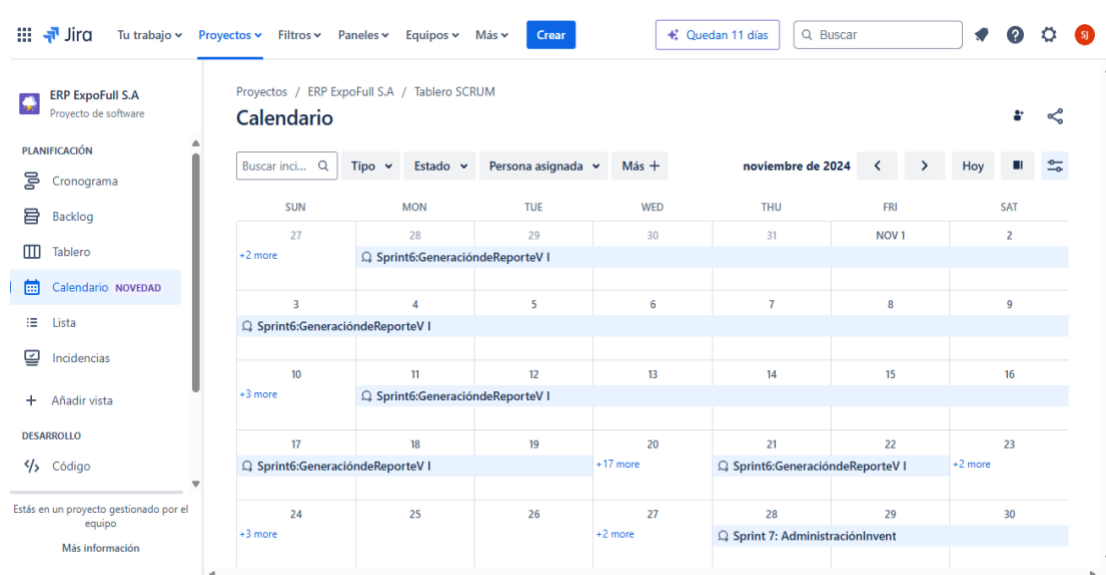 Jira Tu trabajo Proyectos Filtros Paneles Equipos Más Crear Quedan 11 días Buscar SJ
ERP ExpoFull S.A
Proyecto de software
PLANIFICACIÓN
Cronograma
Backlog
Tablero
Calendario NOVEDAD
Lista
Incidencias
Añadir vista
DESARROLLO
Código
Estás en un proyecto gestionado por el
equipo
Más información
Proyectos / ERP ExpoFull S.A / Tablero SCRUM
Calendario
Buscar inci... Tipo Estado Persona asignada Más noviembre de 2024 Hoy
SUN MON TUE WED THU FRI SAT
27 28 29 30 31 NOV 1 2
+2 more Sprint6:GeneracióndeReporteV I
3 4 5 6 7 8 9
Sprint6:GeneracióndeReporteV I
10 11 12 13 14 15 16
+3 more Sprint6:GeneracióndeReporteV I
17 18 19 20 21 22 23
Sprint6:GeneracióndeReporteV I +17 more Sprint6:GeneracióndeReporteV I +2 more
24 25 26 27 28 29 30
+3 more +2 more Sprint 7: AdministraciónInvent